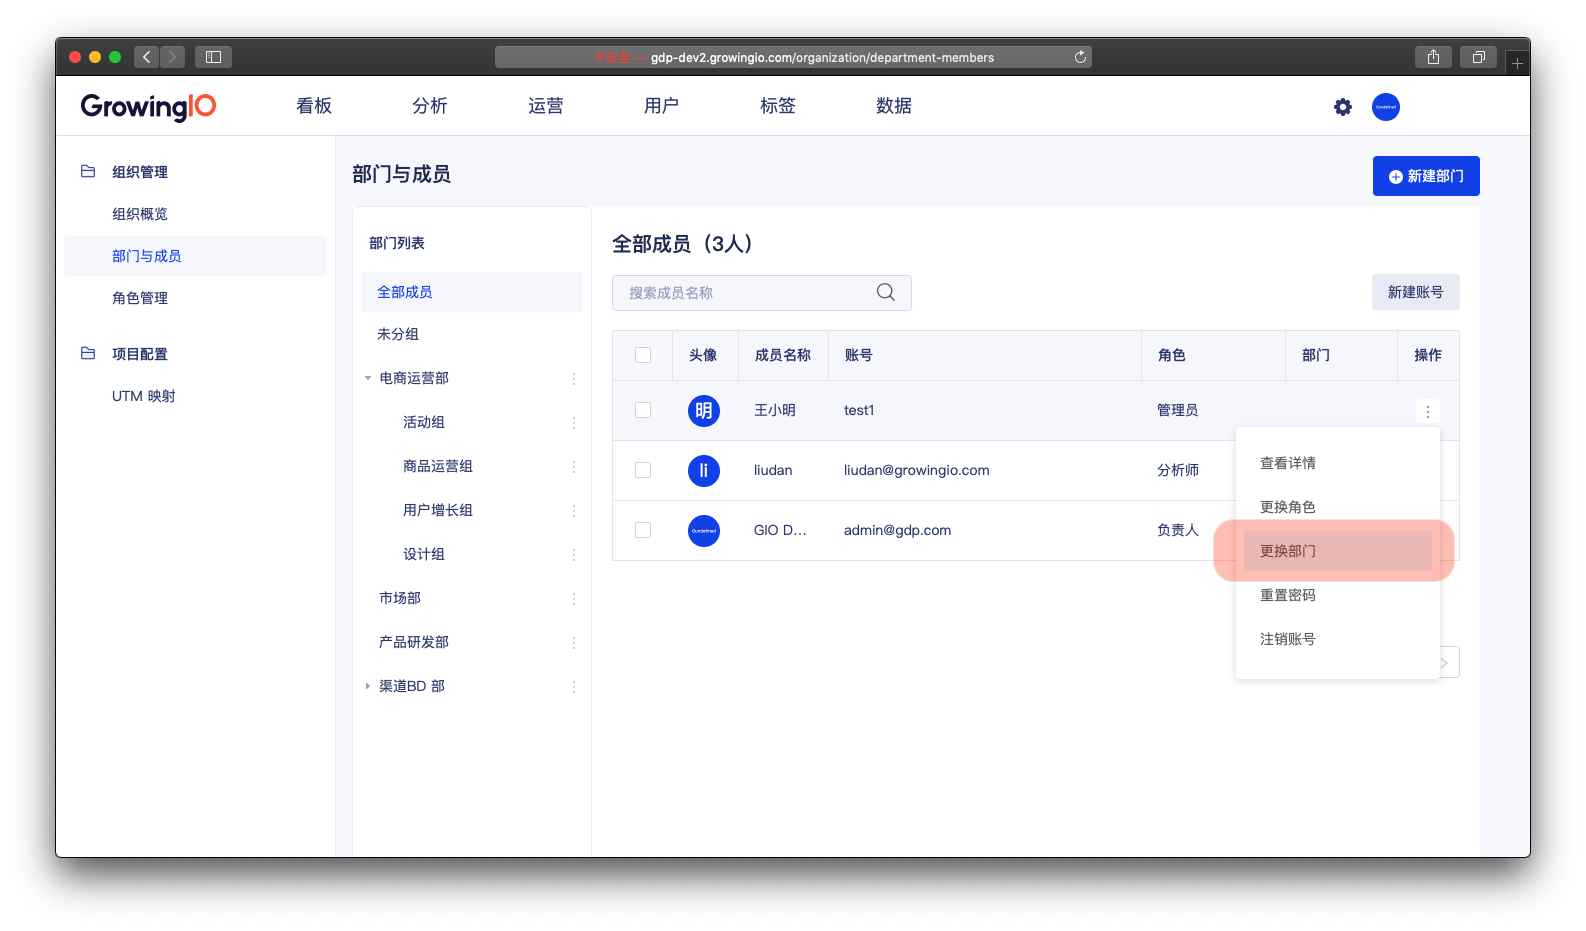 不安全 — gdp-dev2.growingio.com/organization/department-members
GrowingIO
看板
分析
运营
用户
标签
数据
组织管理
组织概览
部门与成员
角色管理
项目配置
UTM 映射
部门与成员
新建部门
部门列表
全部成员
未分组
电商运营部
活动组
商品运营组
用户增长组
设计组
市场部
产品研发部
渠道BD 部
全部成员（3人）
搜索成员名称
新建账号
头像 成员名称 账号 角色 部门 操作
明 王小明 test1 管理员
li liudan liudan@growingio.com 分析师
GIO D... admin@gdp.com 负责人
查看详情
更换角色
更换部门
重置密码
注销账号